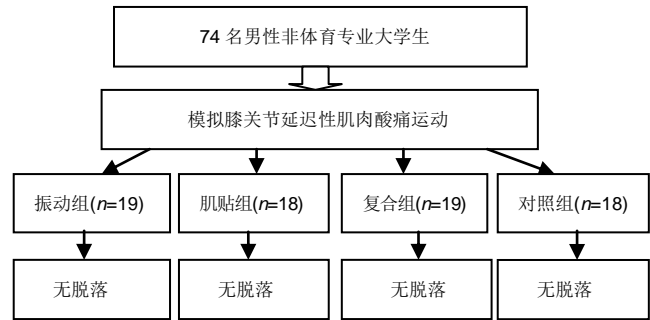 74 名男性非体育专业大学生
模拟膝关节延迟性肌肉酸痛运动
振动组(n=19)
肌贴组(n=18)
复合组(n=19)
对照组(n=18)
无脱落
无脱落
无脱落
无脱落